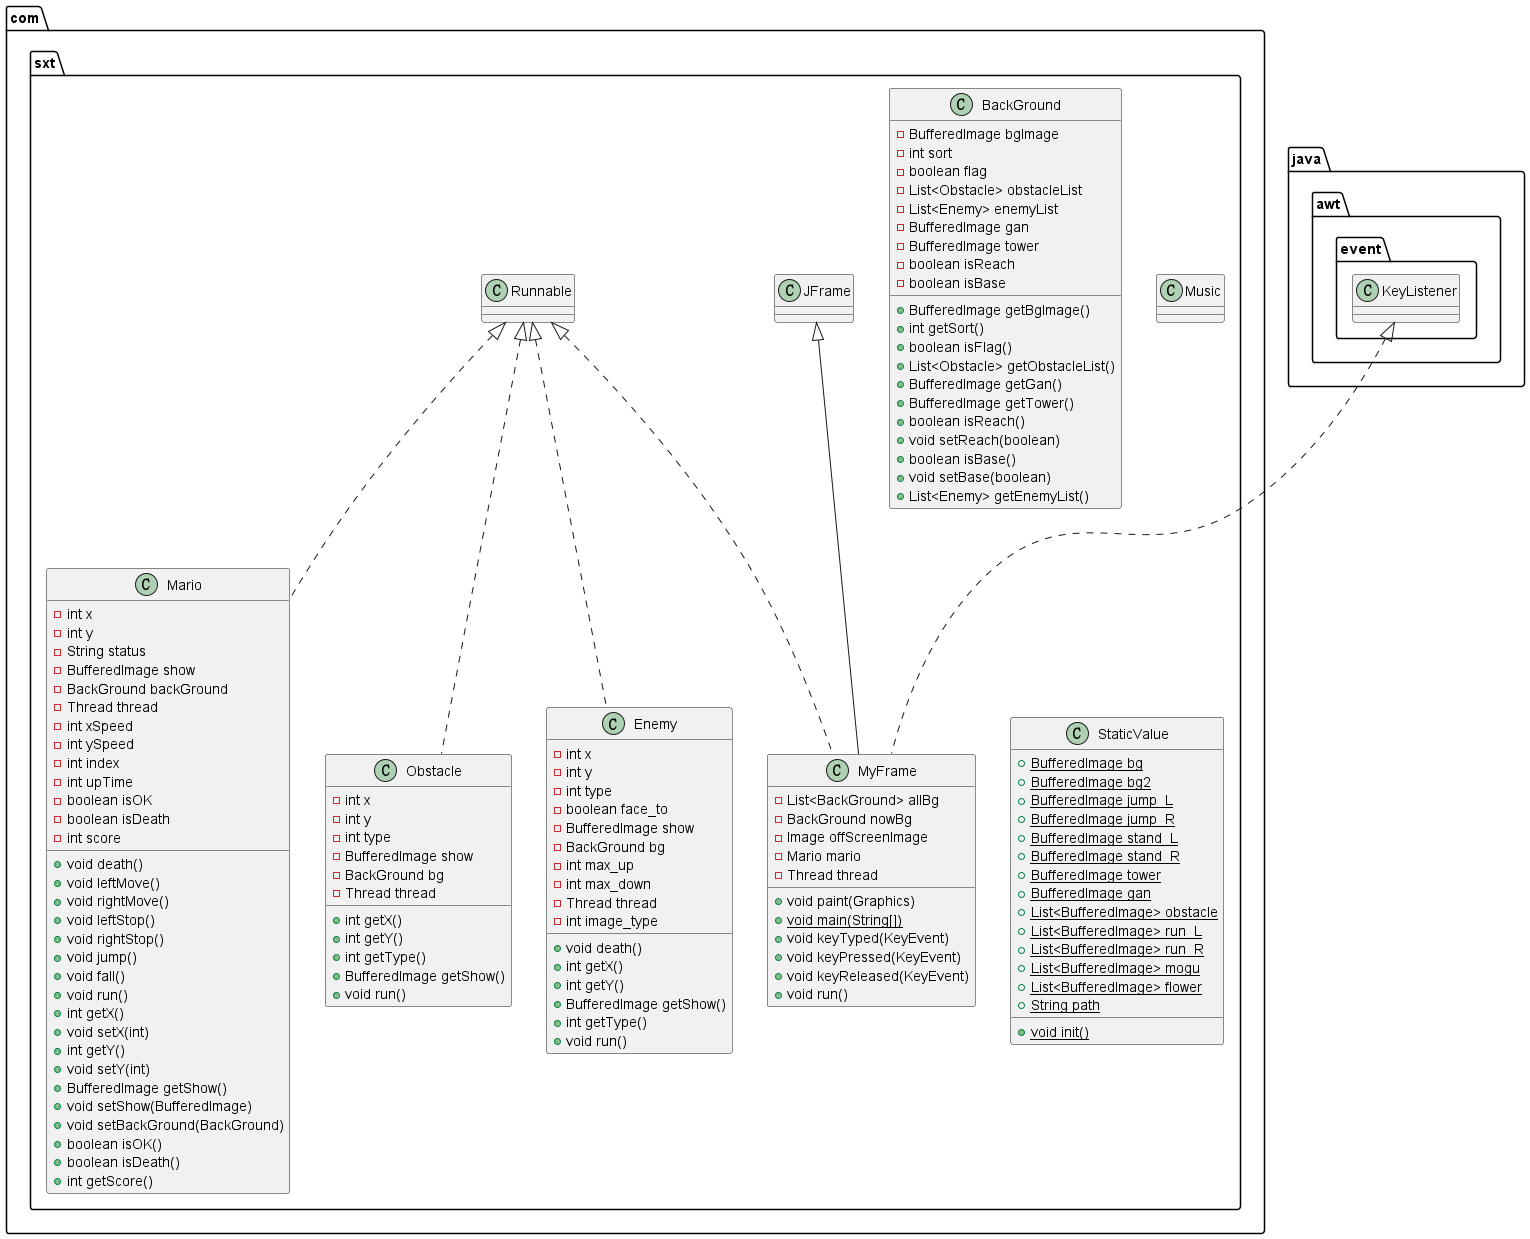 com
sxt
C BackGround
BufferedImage bgImage
int sort
boolean flag
List<Obstacle> obstacleList
List<Enemy> enemyList
BufferedImage gan
BufferedImage tower
boolean isReach
boolean isBase
BufferedImage getBgImage()
int getSort()
boolean isFlag()
List<Obstacle> getObstacleList()
BufferedImage getGan()
BufferedImage getTower()
boolean isReach()
void setReach(boolean)
boolean isBase()
void setBase(boolean)
List<Enemy> getEnemyList()
java
awt
event
C Runnable
C JFrame
C Music
C KeyListener
C Mario
int x
int y
String status
BufferedImage show
BackGround backGround
Thread thread
int xSpeed
int ySpeed
int index
int upTime
boolean isOK
boolean isDeath
int score
void death()
void leftMove()
void rightMove()
void leftStop()
void rightStop()
void jump()
void fall()
void run()
int getX()
void setX(int)
int getY()
void setY(int)
BufferedImage getShow()
void setShow(BufferedImage)
void setBackGround(BackGround)
boolean isOK()
boolean isDeath()
int getScore()
C Obstacle
int x
int y
int type
BufferedImage show
BackGround bg
Thread thread
int getX()
int getY()
int getType()
BufferedImage getShow()
void run()
C Enemy
int x
int y
int type
boolean face_to
BufferedImage show
BackGround bg
int max_up
int max_down
Thread thread
int image_type
void death()
int getX()
int getY()
BufferedImage getShow()
int getType()
void run()
C MyFrame
List<BackGround> allBg
BackGround nowBg
Image offScreenImage
Mario mario
Thread thread
void paint(Graphics)
void main(String[])
void keyTyped(KeyEvent)
void keyPressed(KeyEvent)
void keyReleased(KeyEvent)
void run()
C StaticValue
BufferedImage bg
BufferedImage bg2
BufferedImage jump_L
BufferedImage jump_R
BufferedImage stand_L
BufferedImage stand_R
BufferedImage tower
BufferedImage gan
List<BufferedImage> obstacle
List<BufferedImage> run_L
List<BufferedImage> run_R
List<BufferedImage> mogu
List<BufferedImage> flower
String path
void init()